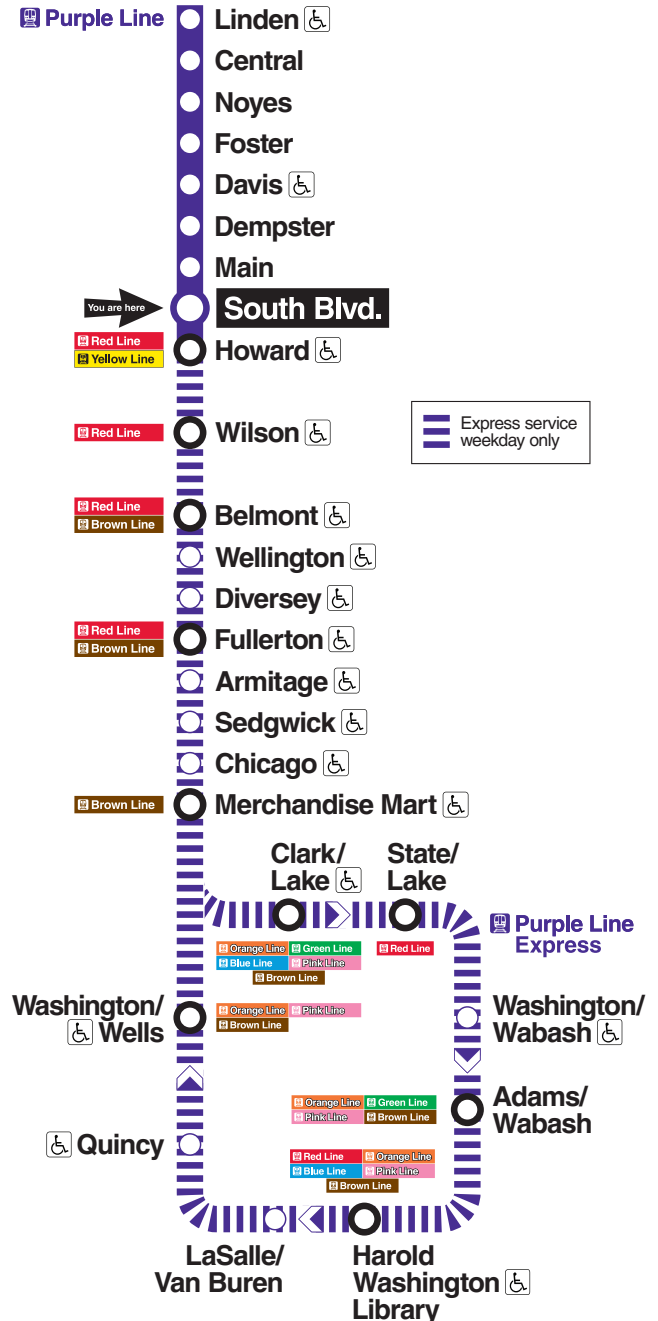 Purple Line
Linden
Central
Noyes
Foster
Davis
Dempster
Main
You are here
South Blvd.
Red Line
Yellow Line
Howard
Express service
weekday only
Red Line
Wilson
Red Line
Brown Line
Belmont
Wellington
Diversey
Red Line
Brown Line
Fullerton
Armitage
Sedgwick
Chicago
Brown Line
Merchandise Mart
Clark/
Lake
State/
Lake
Orange Line
Green Line
Blue Line
Pink Line
Brown Line
Red Line
Purple Line
Express
Washington/
Wells
Orange Line
Pink Line
Brown Line
Washington/
Wabash
Orange Line
Green Line
Pink Line
Brown Line
Adams/
Wabash
Quincy
Red Line
Orange Line
Blue Line
Pink Line
Brown Line
LaSalle/
Van Buren
Harold
Washington
Library